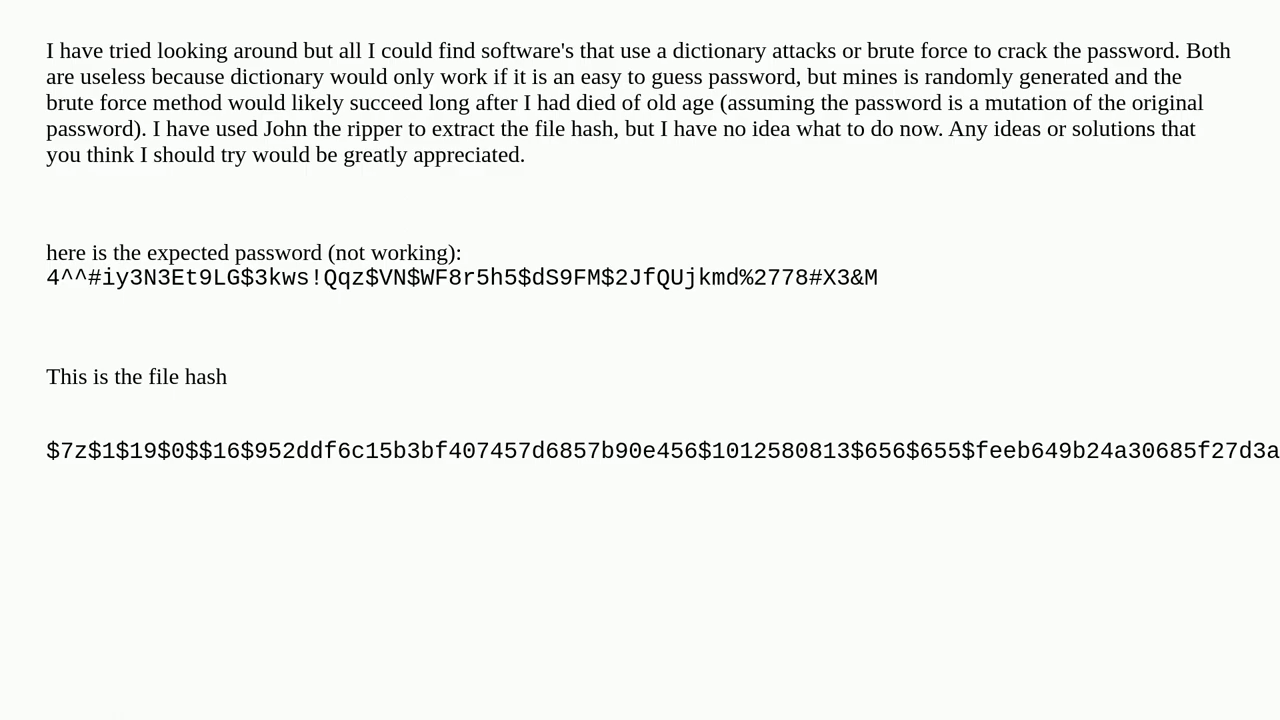 I have tried looking around but all I could find software's that use a dictionary attacks or brute force to crack the password. Both
are useless because dictionary would only work if it is an easy to guess password, but mines is randomly generated and the
brute force method would likely succeed long after I had died of old age (assuming the password is a mutation of the original
password). I have used John the ripper to extract the file hash, but I have no idea what to do now. Any ideas or solutions that
you think I should try would be greatly appreciated.
here is the expected password (not working):
4^^#iy3N3Et9LG$3kws!Qqz$VN$WF8r5h5$dS9FM$2JfQUjkmd%2778#X3&M
This is the file hash
$7z$1$19$0$$16$952ddf6c15b3bf407457d6857b90e456$1012580813$656$655$feeb649b24a30685f27d3a